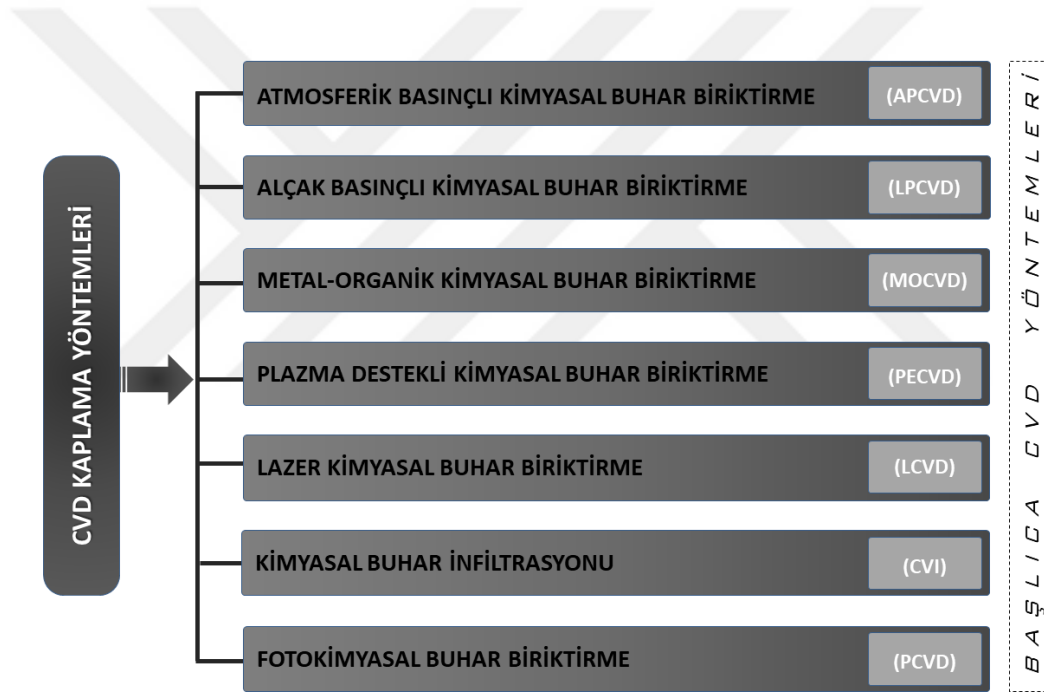 CVD KAPLAMA YÖNTEMLERİ
ATMOSFERİK BASINÇLI KİMYASAL BUHAR BİRİKTİRME (APCVD)
ALÇAK BASINÇLI KİMYASAL BUHAR BİRİKTİRME (LPCVD)
METAL-ORGANİK KİMYASAL BUHAR BİRİKTİRME (MOCVD)
PLAZMA DESTEKLİ KİMYASAL BUHAR BİRİKTİRME (PECVD)
LAZER KİMYASAL BUHAR BİRİKTİRME (LCVD)
KİMYASAL BUHAR İNFİLTRASYONU (CVI)
FOTOKİMYASAL BUHAR BİRİKTİRME (PCVD)
BAŞLICA CVD YÖNTEMLERİ